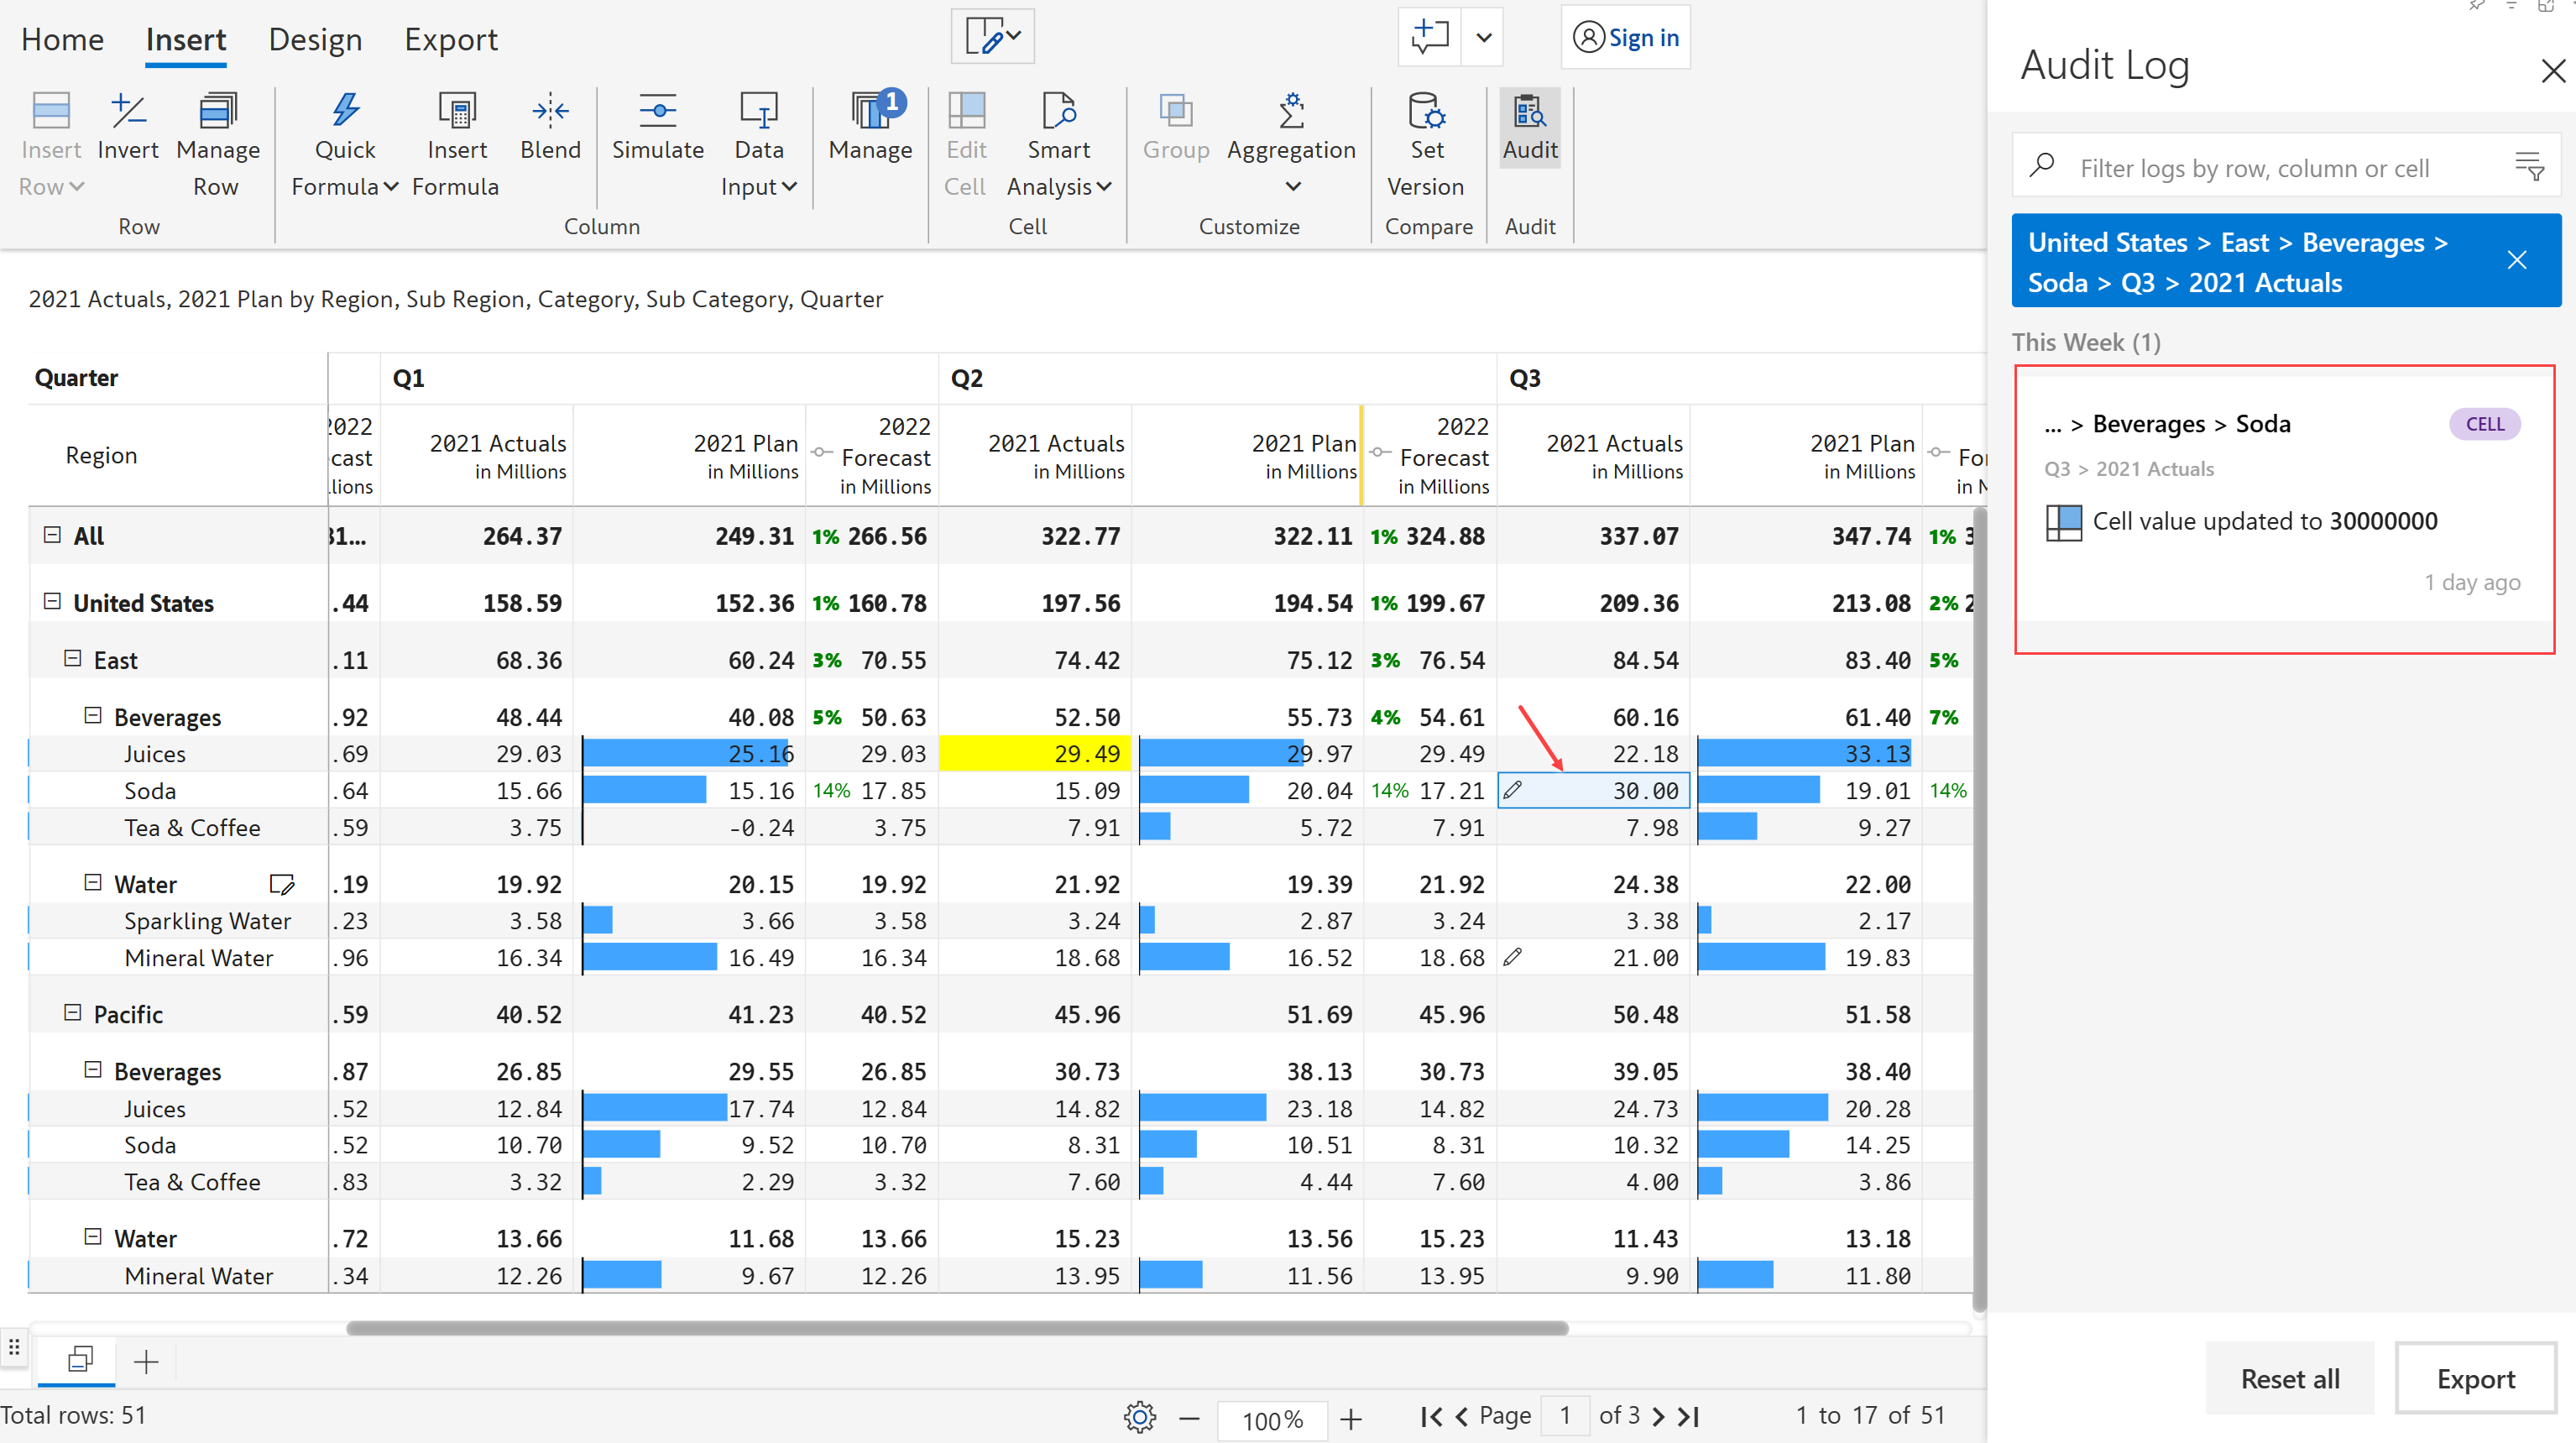 Home Insert Design Export Sign in
Insert Row Invert Manage Row Quick Formula Insert Formula Blend Simulate Data Input Manage 1 Edit Cell Smart Analysis Group Aggregation Set Version Audit
Row Column Cell Customize Compare Audit
2021 Actuals, 2021 Plan by Region, Sub Region, Category, Sub Category, Quarter
Quarter Q1 Q2 Q3
Region 2021 Actuals in Millions 2021 Plan in Millions 2022 Forecast in Millions 2021 Actuals in Millions 2021 Plan in Millions 2022 Forecast in Millions 2021 Actuals in Millions 2021 Plan in Millions
All 264.37 249.31 1% 266.56 322.77 322.11 1% 324.88 337.07 347.74 1%
United States .44 158.59 152.36 1% 160.78 197.56 194.54 1% 199.67 209.36 213.08 2%
East .11 68.36 60.24 3% 70.55 74.42 75.12 3% 76.54 84.54 83.40 5%
Beverages .92 48.44 40.08 5% 50.63 52.50 55.73 4% 54.61 60.16 61.40 7%
Juices .69 29.03 25.16 29.03 29.49 29.97 29.49 22.18 33.13
Soda .64 15.66 15.16 14% 17.85 15.09 20.04 14% 17.21 30.00 19.01 14%
Tea & Coffee .59 3.75 -0.24 3.75 7.91 5.72 7.91 7.98 9.27
Water .19 19.92 20.15 19.92 21.92 19.39 21.92 24.38 22.00
Sparkling Water .23 3.58 3.66 3.58 3.24 2.87 3.24 3.38 2.17
Mineral Water .96 16.34 16.49 16.34 18.68 16.52 18.68 21.00 19.83
Pacific .59 40.52 41.23 40.52 45.96 51.69 45.96 50.48 51.58
Beverages .87 26.85 29.55 26.85 30.73 38.13 30.73 39.05 38.40
Juices .52 12.84 17.74 12.84 14.82 23.18 14.82 24.73 20.28
Soda .52 10.70 9.52 10.70 8.31 10.51 8.31 10.32 14.25
Tea & Coffee .83 3.32 2.29 3.32 7.60 4.44 7.60 4.00 3.86
Water .72 13.66 11.68 13.66 15.23 13.56 15.23 11.43 13.18
Mineral Water .34 12.26 9.67 12.26 13.95 11.56 13.95 9.90 11.80
Total rows: 51 100% Page 1 of 3 1 to 17 of 51
Audit Log
Filter logs by row, column or cell
United States > East > Beverages >
Soda > Q3 > 2021 Actuals
This Week (1)
... > Beverages > Soda CELL
Q3 > 2021 Actuals
Cell value updated to 30000000
1 day ago
Reset all Export